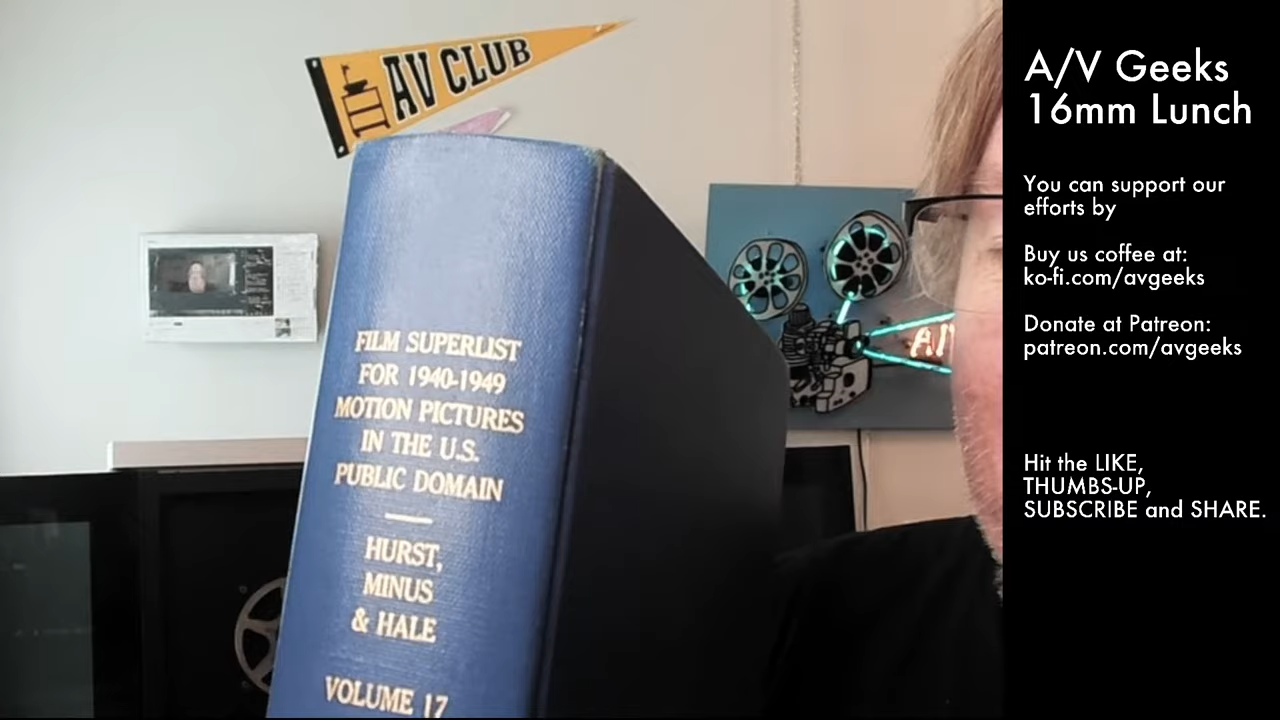 AV CLUB
FILM SUPERLIST
FOR 1940-1949
MOTION PICTURES
IN THE U.S.
PUBLIC DOMAIN
HURST,
MINUS
& HALE
VOLUME 17
A/V Geeks
16mm Lunch
You can support our
efforts by
Buy us coffee at:
ko-fi.com/avgeeks
Donate at Patreon:
patreon.com/avgeeks
Hit the LIKE,
THUMBS-UP,
SUBSCRIBE and SHARE.